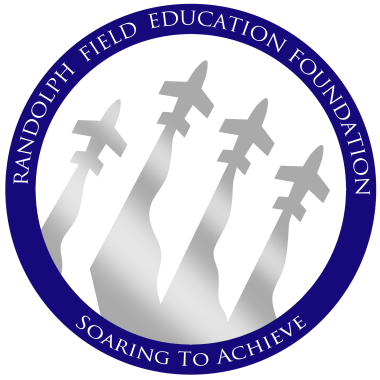 RANDOLPH FIELD EDUCATION FOUNDATION
SOARING TO ACHIEVE